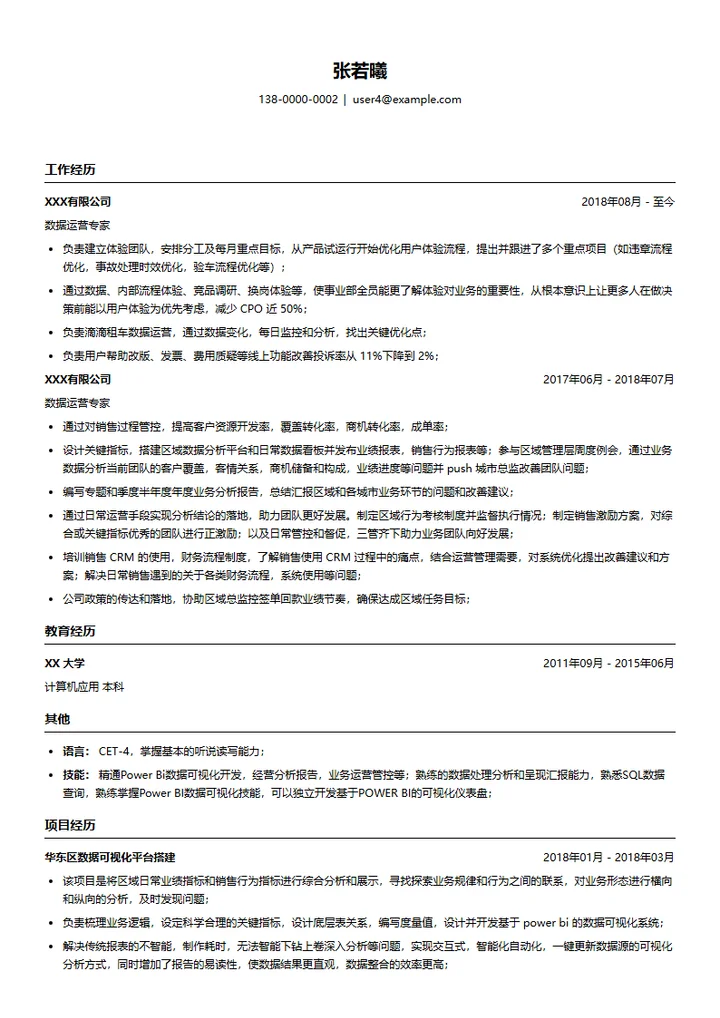 张若曦
138-0000-0002 | user4@example.com
工作经历
XXX有限公司 2018年08月 - 至今
数据运营专家
• 负责建立体验团队，安排分工及每月重点目标，从产品试运行开始优化用户体验流程，提出并跟进了多个重点项目（如违章流程
优化，事故处理时效优化，验车流程优化等）；
• 通过数据、内部流程体验、竞品调研、换岗体验等，使事业部全员能更了解体验对业务的重要性，从根本意识上让更多人在做决
策前能以用户体验为优先考虑，减少 CPO 近 50%；
• 负责滴滴租车数据运营，通过数据变化，每日监控和分析，找出关键优化点；
• 负责用户帮助改版、发票、费用质疑等线上功能改善投诉率从 11%下降到 2%；
XXX有限公司 2017年06月 - 2018年07月
数据运营专家
• 通过对销售过程管控，提高客户资源开发率，覆盖转化率，商机转化率，成单率；
• 设计关键指标，搭建区域数据分析平台和日常数据看板并发布业绩报表，销售行为报表等；参与区域管理层周度例会，通过业务
数据分析当前团队的客户覆盖，客情关系，商机储备和构成，业绩进度等问题并 push 城市总监改善团队问题；
• 编写专题和季度半年度年度业务分析报告，总结汇报区域和各城市业务环节的问题和改善建议；
• 通过日常运营手段实现分析结论的落地，助力团队更好发展。制定区域行为考核制度并监督执行情况；制定销售激励方案，对综
合或关键指标优秀的团队进行正激励；以及日常管控和督促，三管齐下助力业务团队向好发展；
• 培训销售 CRM 的使用，财务流程制度，了解销售使用 CRM 过程中的痛点，结合运营管理需要，对系统优化提出改善建议和方
案；解决日常销售遇到的关于各类财务流程，系统使用等问题；
• 公司政策的传达和落地，协助区域总监控签单回款业绩节奏，确保达成区域任务目标；
教育经历
XX 大学 2011年09月 - 2015年06月
计算机应用 本科
其他
• 语言： CET-4，掌握基本的听说读写能力；
• 技能： 精通Power Bi数据可视化开发，经营分析报告，业务运营管控等；熟练的数据处理分析和呈现汇报能力，熟悉SQL数据
查询，熟练掌握Power BI数据可视化技能，可以独立开发基于POWER BI的可视化仪表盘；
项目经历
华东区数据可视化平台搭建 2018年01月 - 2018年03月
• 该项目是将区域日常业绩指标和销售行为指标进行综合分析和展示，寻找探索业务规律和行为之间的联系，对业务形态进行横向
和纵向的分析，及时发现问题；
• 负责梳理业务逻辑，设定科学合理的关键指标，设计底层表关系，编写度量值，设计并开发基于 power bi 的数据可视化系统；
• 解决传统报表的不智能，制作耗时，无法智能下钻上卷深入分析等问题，实现交互式，智能化自动化，一键更新数据源的可视化
分析方式，同时增加了报告的易读性，使数据结果更直观，数据整合的效率更高；